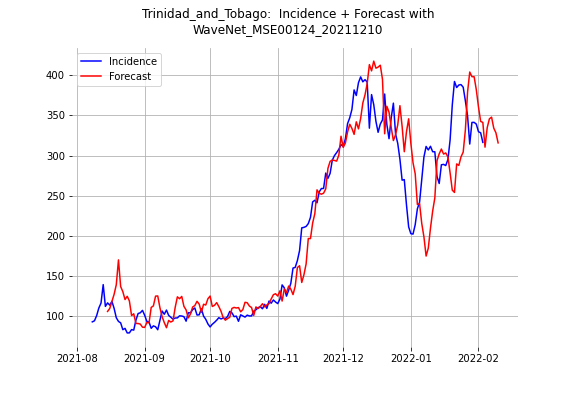 Trinidad_and_Tobago:  Incidence + Forecast with
WaveNet_MSE00124_20211210
Incidence
Forecast
400
350
300
250
200
150
100
2021-08 2021-09 2021-10 2021-11 2021-12 2022-01 2022-02